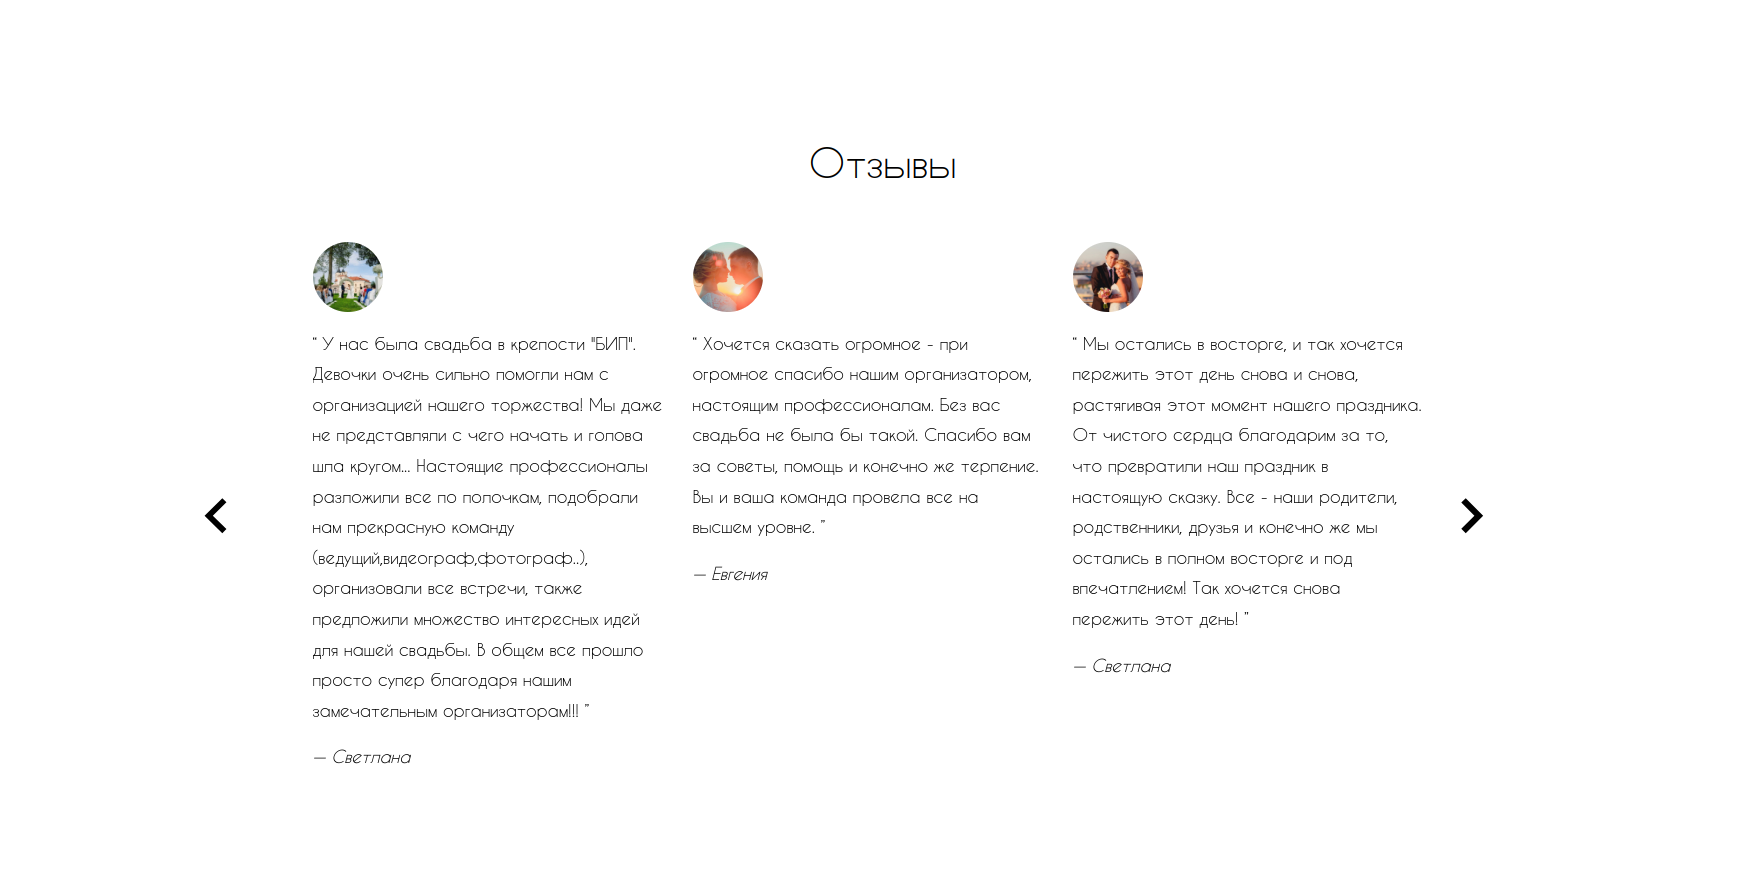 Отзывы
“ У нас была свадьба в крепости "БИП".
Девочки очень сильно помогли нам с
организацией нашего торжества! Мы даже
не представляли с чего начать и голова
шла кругом... Настоящие профессионалы
разложили все по полочкам, подобрали
нам прекрасную команду
(ведущий,видеограф,фотограф..),
организовали все встречи, также
предложили множество интересных идей
для нашей свадьбы. В общем все прошло
просто супер благодаря нашим
замечательным организаторам!!! ”
— Светлана
“ Хочется сказать огромное - при
огромное спасибо нашим организатором,
настоящим профессионалам. Без вас
свадьба не была бы такой. Спасибо вам
за советы, помощь и конечно же терпение.
Вы и ваша команда провела все на
высшем уровне. ”
— Евгения
“ Мы остались в восторге, и так хочется
пережить этот день снова и снова,
растягивая этот момент нашего праздника.
От чистого сердца благодарим за то,
что превратили наш праздник в
настоящую сказку. Все - наши родители,
родственники, друзья и конечно же мы
остались в полном восторге и под
впечатлением! Так хочется снова
пережить этот день! ”
— Светлана